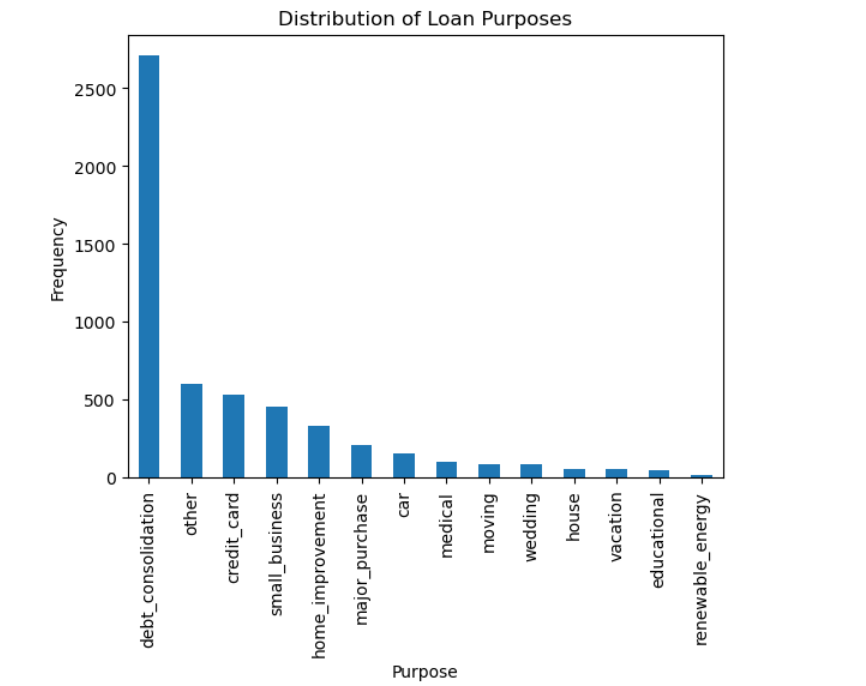 Distribution of Loan Purposes
Frequency
2500
2000
1500
1000
500
0
debt_consolidation
other
credit_card
small_business
home_improvement
major_purchase
car
medical
moving
wedding
house
vacation
educational
renewable_energy
Purpose